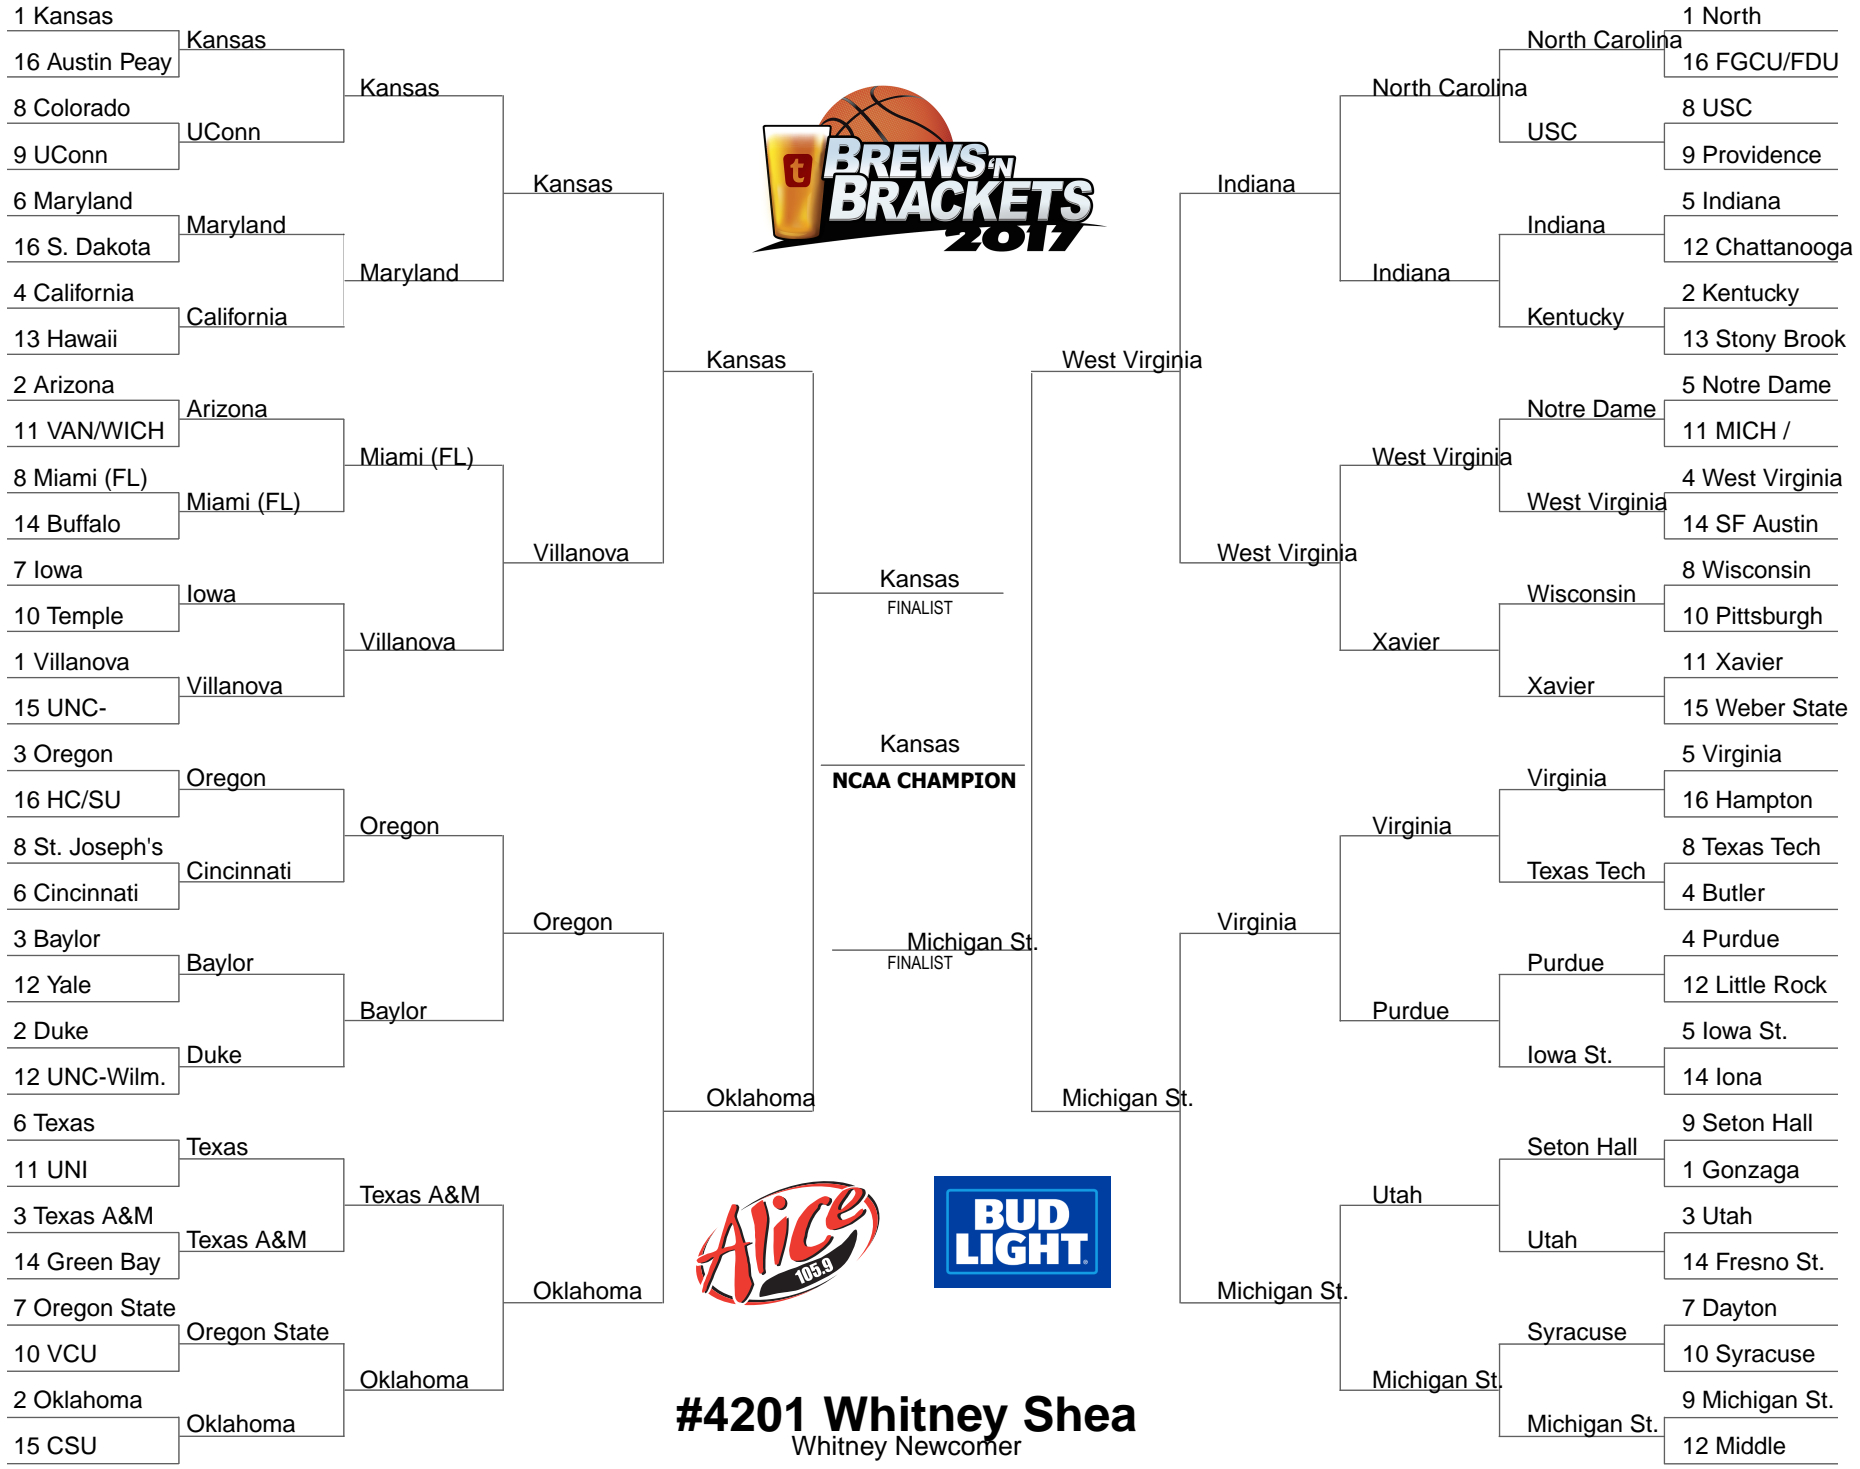 1 Kansas
16 Austin Peay
8 Colorado
9 UConn
6 Maryland
16 S. Dakota
4 California
13 Hawaii
2 Arizona
11 VAN/WICH
8 Miami (FL)
14 Buffalo
7 Iowa
10 Temple
1 Villanova
15 UNC-
3 Oregon
16 HC/SU
8 St. Joseph's
6 Cincinnati
3 Baylor
12 Yale
2 Duke
12 UNC-Wilm.
6 Texas
11 UNI
3 Texas A&M
14 Green Bay
7 Oregon State
10 VCU
2 Oklahoma
15 CSU
Kansas
UConn
Maryland
California
Arizona
Miami (FL)
Iowa
Villanova
Oregon
Cincinnati
Baylor
Duke
Texas
Texas A&M
Oregon State
Oklahoma
Kansas
Maryland
Miami (FL)
Villanova
Oregon
Baylor
Texas A&M
Oklahoma
Kansas
Villanova
Oregon
Oklahoma
Kansas
Oklahoma
t
BREWS 'N
BRACKETS
2017
Kansas
FINALIST
Kansas
NCAA CHAMPION
Michigan St.
FINALIST
Alice
105.9
BUD
LIGHT
#4201 Whitney Shea
Whitney Newcomer
West Virginia
Michigan St.
Indiana
West Virginia
Virginia
Michigan St.
North Carolina
Indiana
West Virginia
Xavier
Virginia
Purdue
Utah
Michigan St.
North Carolina
USC
Indiana
Kentucky
Notre Dame
West Virginia
Wisconsin
Xavier
Virginia
Texas Tech
Purdue
Iowa St.
Seton Hall
Utah
Syracuse
Michigan St.
1 North
16 FGCU/FDU
8 USC
9 Providence
5 Indiana
12 Chattanooga
2 Kentucky
13 Stony Brook
5 Notre Dame
11 MICH /
4 West Virginia
14 SF Austin
8 Wisconsin
10 Pittsburgh
11 Xavier
15 Weber State
5 Virginia
16 Hampton
8 Texas Tech
4 Butler
4 Purdue
12 Little Rock
5 Iowa St.
14 Iona
9 Seton Hall
1 Gonzaga
3 Utah
14 Fresno St.
7 Dayton
10 Syracuse
9 Michigan St.
12 Middle